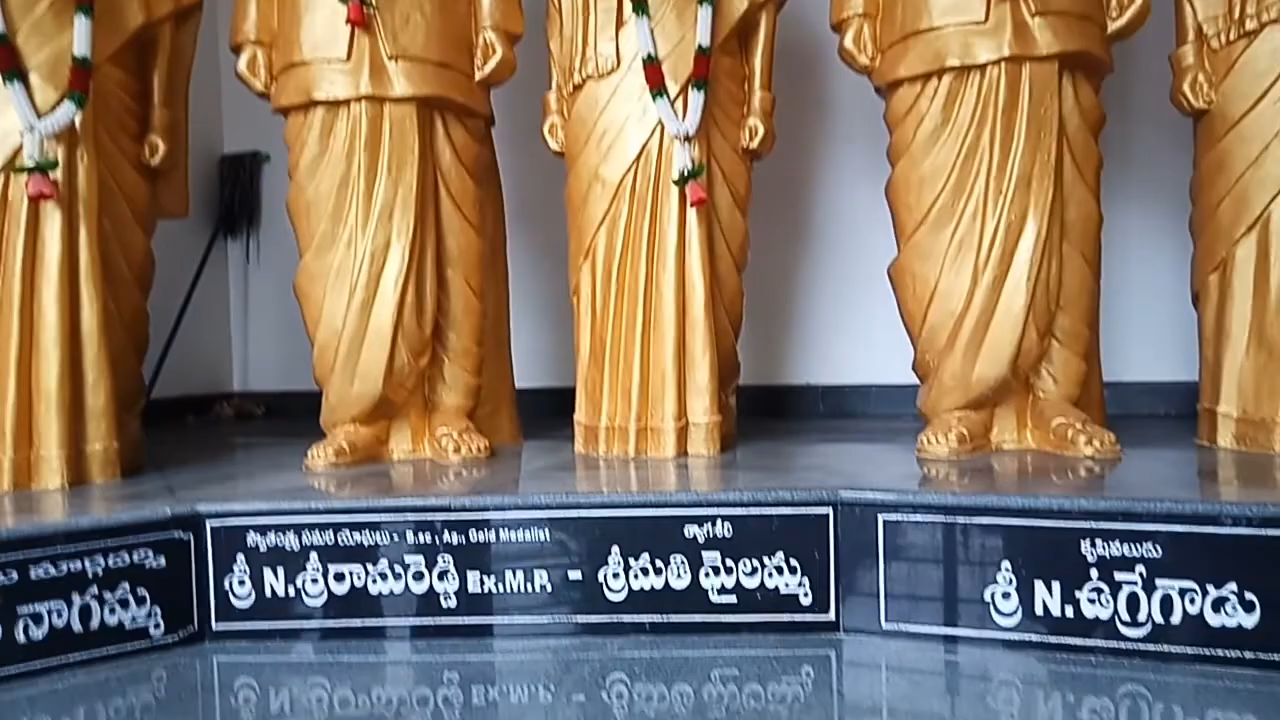 నాగమ్మ
స్వాతంత్ర్య సమర యోధులు - B.sc., Ag., Gold Medalist
శ్రీ N.శ్రీరామరెడ్డి Ex.M.P. - శ్రీమతి మైలమ్మ
త్యాగశీలి
కృషివలుడు
శ్రీ N.ఉగ్రేగౌడు